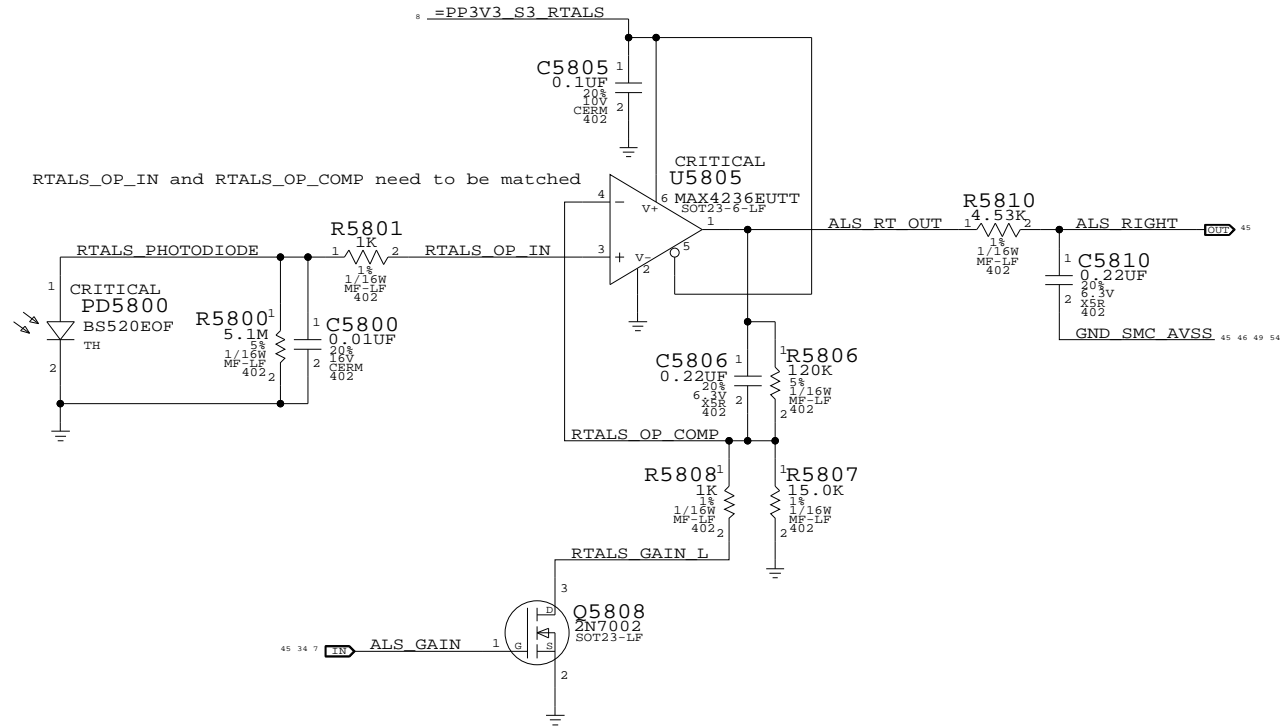 8 =PP3V3_S3_RTALS
C5805
0.1UF
20%
10V
CERM
402
1
2
RTALS_OP_IN and RTALS_OP_COMP need to be matched
CRITICAL
U5805
MAX4236EUTT
SOT23-6-LF
4
3
6
V+
V-
2
5
1
ALS_RT_OUT
R5810
4.53K
1 2
1%
1/16W
MF-LF
402
ALS_RIGHT
OUT 45
C5810
0.22UF
20%
6.3V
X5R
402
1
2
GND_SMC_AVSS 45 46 49 54
RTALS_PHOTODIODE
R5801
1K
1 2
1%
1/16W
MF-LF
402
RTALS_OP_IN
1
CRITICAL
PD5800
BS520EOF
TH
2
R5800
5.1M
5%
1/16W
MF-LF
402
1
2
C5800
0.01UF
20%
16V
CERM
402
1
2
C5806
0.22UF
20%
6.3V
X5R
402
1
2
R5806
120K
5%
1/16W
MF-LF
402
1
2
RTALS_OP_COMP
R5808
1K
1%
1/16W
MF-LF
402
1
2
R5807
15.0K
1%
1/16W
MF-LF
402
1
2
RTALS_GAIN_L
3
D
Q5808
2N7002
SOT23-LF
G
S
1
2
45 34 7 IN ALS_GAIN